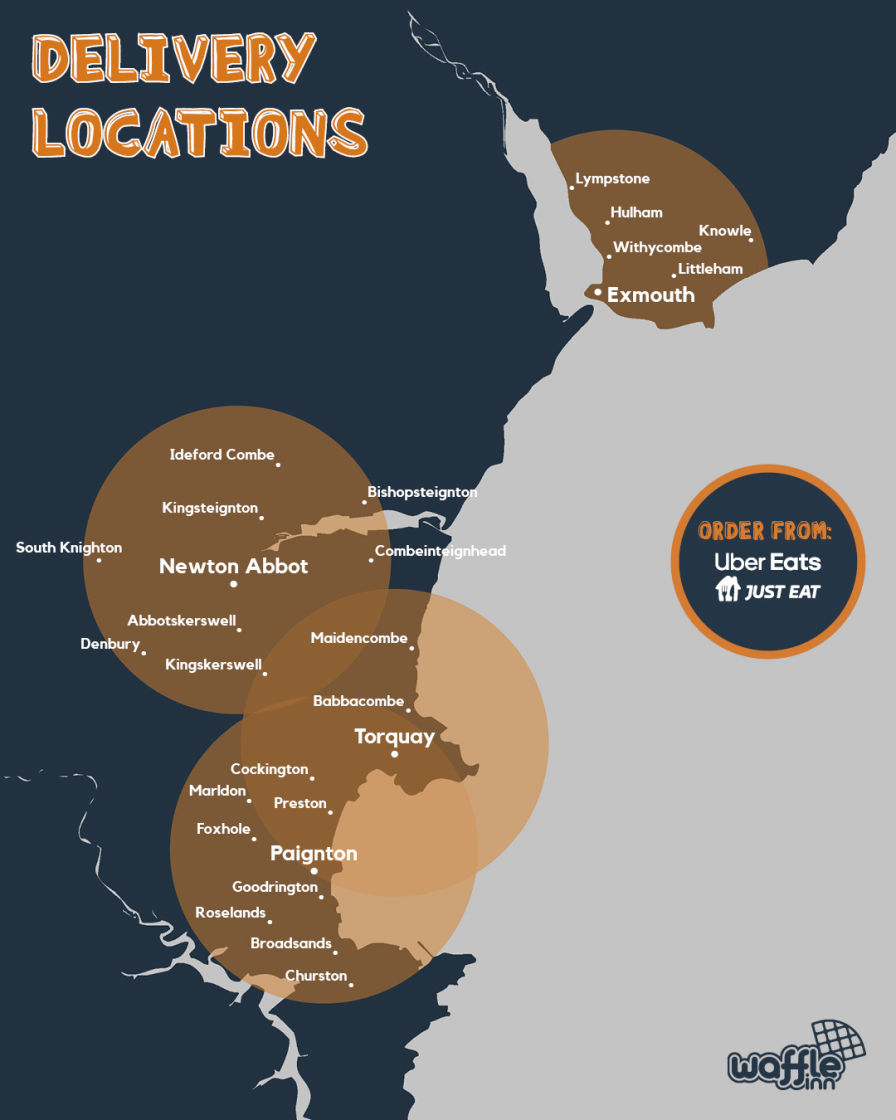 DELIVERY
LOCATIONS
Lympstone
Hulham
Knowle
Withycombe
Littleham
Exmouth
Ideford Combe
Bishopsteignton
Kingsteignton
South Knighton
Combeinteignhead
Newton Abbot
Abbotskerswell
Denbury
Maidencombe
Kingskerswell
Babbacombe
Torquay
Cockington
Marldon
Preston
Foxhole
Paignton
Goodrington
Roselands
Broadsands
Churston
ORDER FROM:
Uber Eats
JUST EAT
waffle
inn